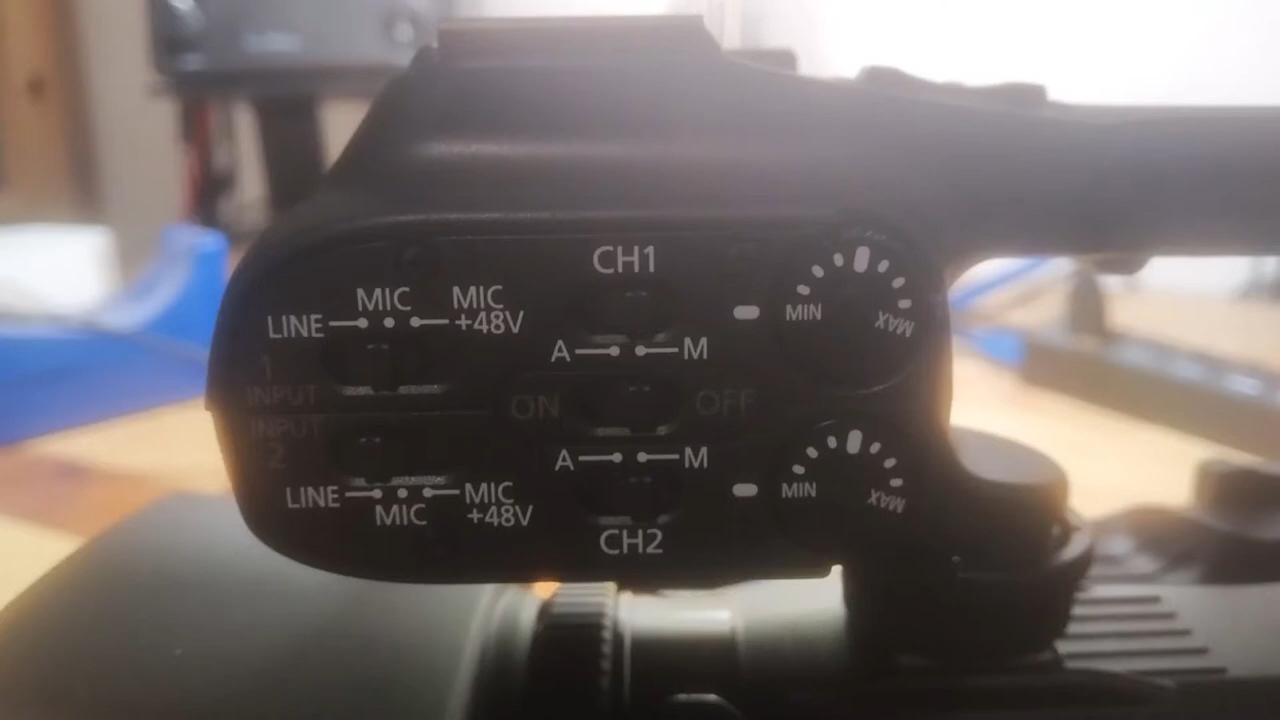 CH1
MIC MIC
LINE +48V
MIN MAX
A M
1
INPUT
ON OFF
INPUT
2
A M
LINE MIC
MIC +48V
MIN MAX
CH2